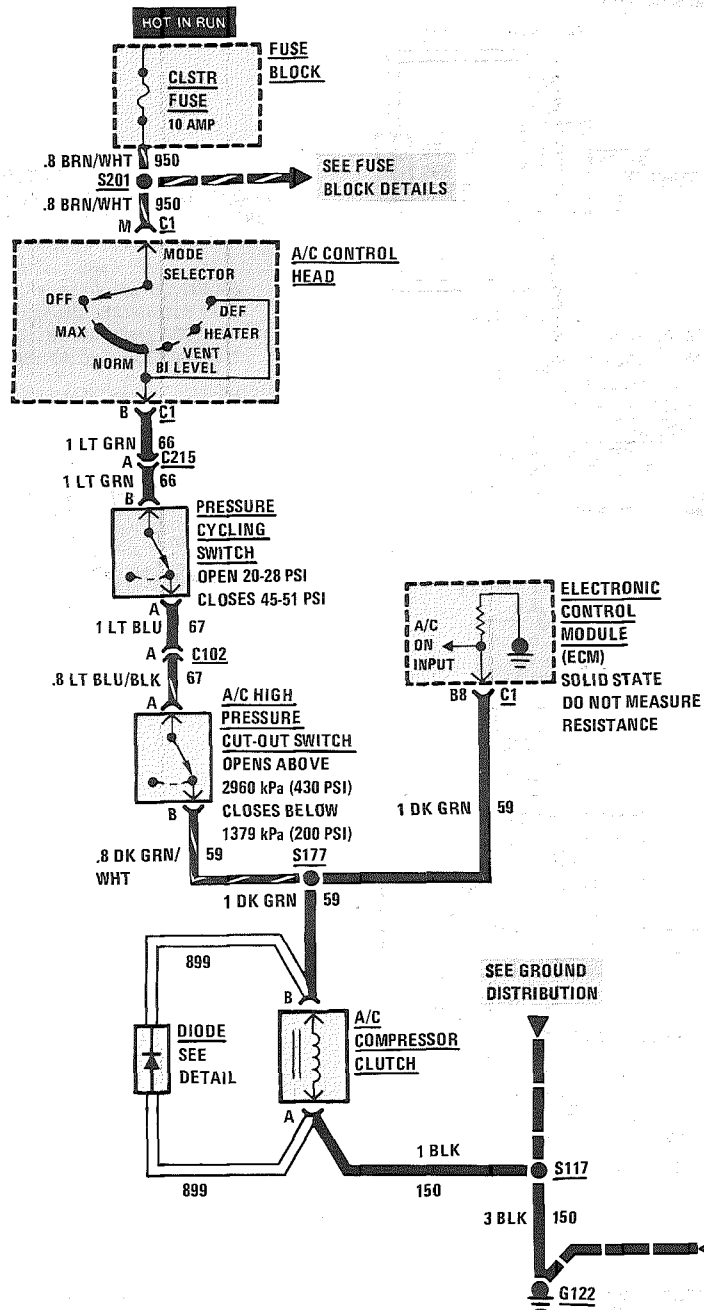 HOT IN RUN
FUSE
BLOCK
CLSTR
FUSE
10 AMP
.8 BRN/WHT 950
S201
SEE FUSE
BLOCK DETAILS
.8 BRN/WHT 950
M C1
MODE
SELECTOR
A/C CONTROL
HEAD
OFF
DEF
MAX
HEATER
VENT
NORM
BI LEVEL
B C1
1 LT GRN 66
A C215
1 LT GRN 66
B
PRESSURE
CYCLING
SWITCH
OPEN 20-28 PSI
CLOSES 45-51 PSI
A
1 LT BLU 67
A C102
.8 LT BLU/BLK 67
A
A/C HIGH
PRESSURE
CUT-OUT SWITCH
OPENS ABOVE
2960 kPa (430 PSI)
CLOSES BELOW
1379 kPa (200 PSI)
B
A/C
ON
INPUT
ELECTRONIC
CONTROL
MODULE
(ECM)
SOLID STATE
DO NOT MEASURE
RESISTANCE
B8 C1
1 DK GRN 59
.8 DK GRN/
WHT
59
S177
1 DK GRN 59
899
B
DIODE
SEE
DETAIL
A/C
COMPRESSOR
CLUTCH
A
899
SEE GROUND
DISTRIBUTION
1 BLK
150
S117
3 BLK 150
G122